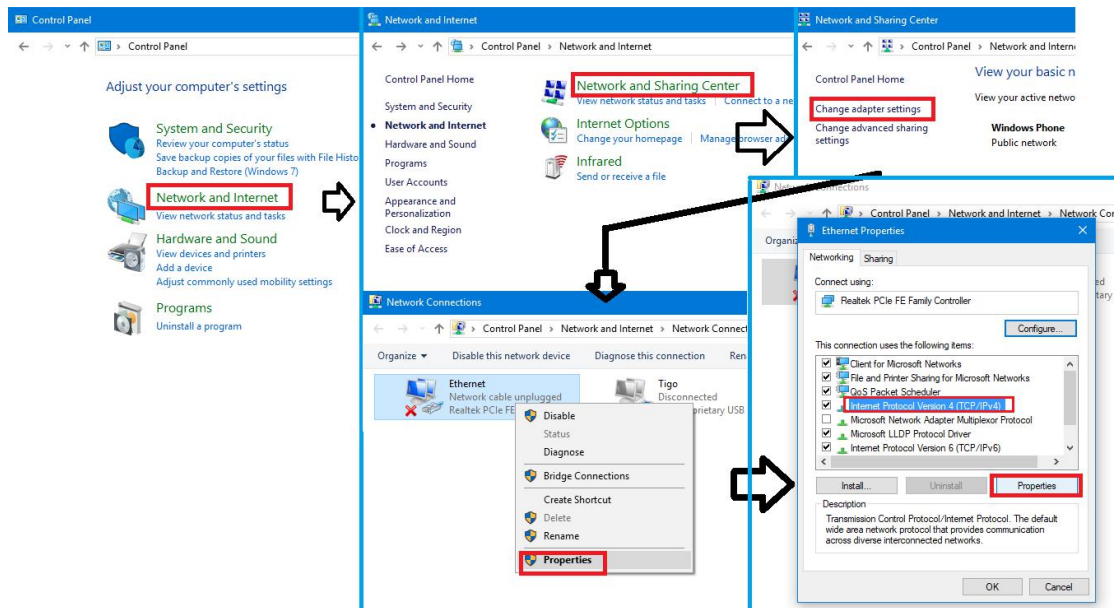 Control Panel
Control Panel
Adjust your computer's settings
System and Security
Review your computer's status
Save backup copies of your files with File Histo
Backup and Restore (Windows 7)
Network and Internet
View network status and tasks
Hardware and Sound
View devices and printers
Add a device
Adjust commonly used mobility settings
Programs
Uninstall a program
Network and Internet
Control Panel > Network and Internet
Control Panel Home
System and Security
Network and Internet
Hardware and Sound
Programs
User Accounts
Appearance and
Personalization
Clock and Region
Ease of Access
Network and Sharing Center
View network status and tasks | Connect to a ne
Internet Options
Change your homepage | Manage browser ad
Infrared
Send or receive a file
Network and Sharing Center
Control Panel > Network and Intern
Control Panel Home
Change adapter settings
Change advanced sharing
settings
View your basic n
View your active netwo
Windows Phone
Public network
Network Connections
Control Panel > Network and Internet > Network Connect
Organize Disable this network device Diagnose this connection Ren
Ethernet
Network cable unplugged
Realtek PCIe FE
Tigo
Disconnected
prietary USB
Disable
Status
Diagnose
Bridge Connections
Create Shortcut
Delete
Rename
Properties
Connections
Control Panel > Network and Internet > Network Cor
Organiz
ed
tary
Ethernet Properties
Networking Sharing
Connect using:
Realtek PCIe FE Family Controller
Configure...
This connection uses the following items:
Client for Microsoft Networks
File and Printer Sharing for Microsoft Networks
QoS Packet Scheduler
Internet Protocol Version 4 (TCP/IPv4)
Microsoft Network Adapter Multiplexor Protocol
Microsoft LLDP Protocol Driver
Internet Protocol Version 6 (TCP/IPv6)
Install... Uninstall Properties
Description
Transmission Control Protocol/Internet Protocol. The default
wide area network protocol that provides communication
across diverse interconnected networks.
OK Cancel